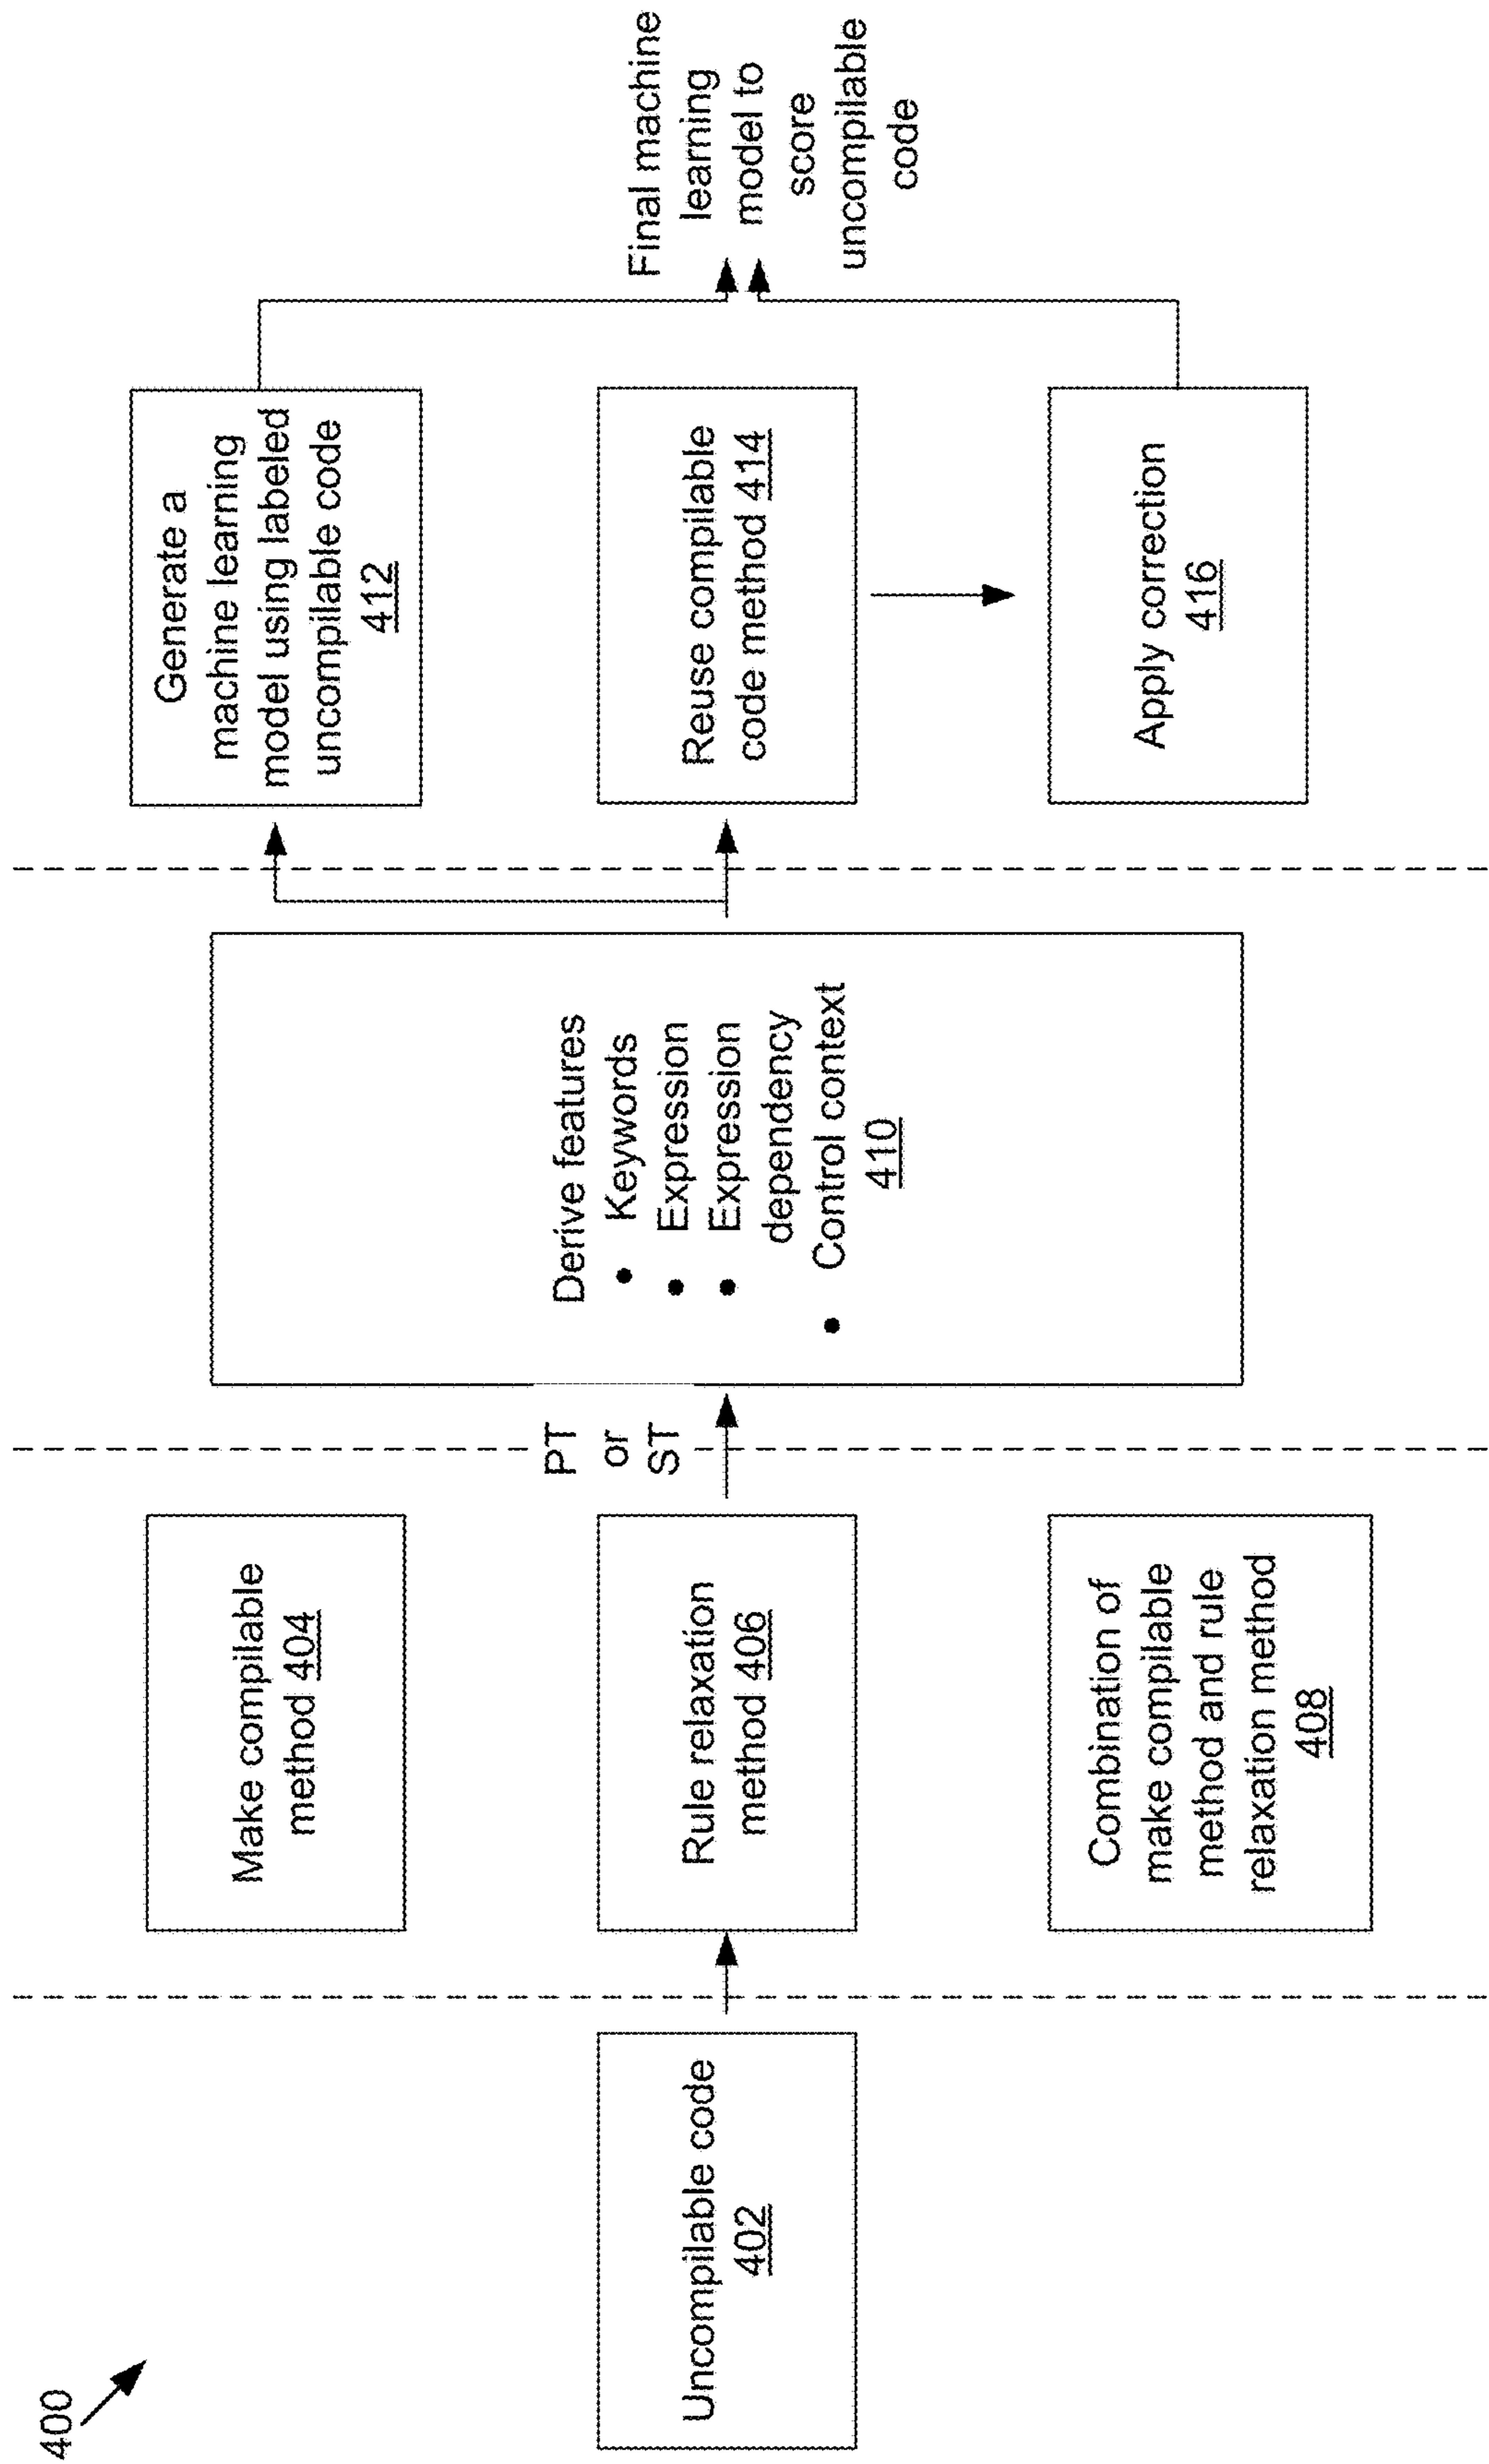 400
Uncompilable code
402
Make compilable
method 404
Rule relaxation
method 406
Combination of
make compilable
method and rule
relaxation method
408
PT
or
ST
Derive features
• Keywords
• Expression
• Expression
dependency
• Control context
410
Generate a
machine learning
model using labeled
uncompilable code
412
Reuse compilable
code method 414
Apply correction
416
Final machine
learning
model to
score
uncompilable
code